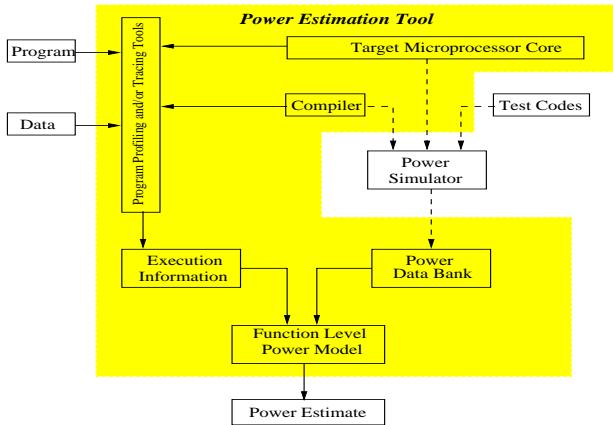 Power Estimation Tool
Program
Target Microprocessor Core
Program Profiling and/or Tracing Tools
Compiler
Test Codes
Data
Power
Simulator
Execution
Information
Power
Data Bank
Function Level
Power Model
Power Estimate